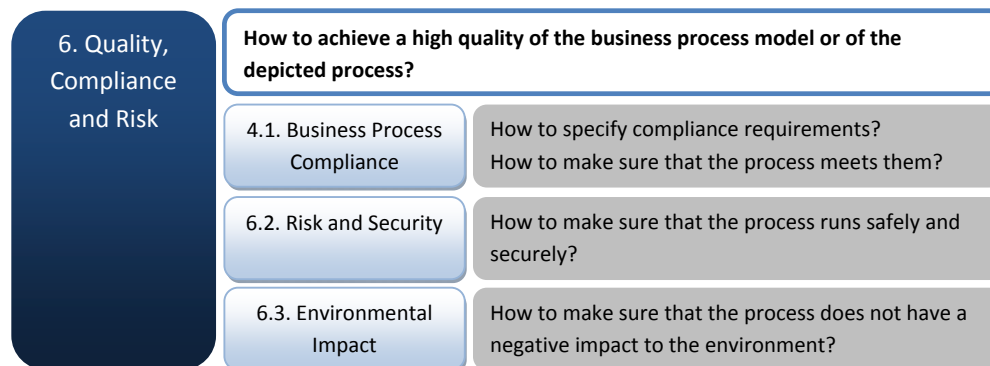 6. Quality,
Compliance
and Risk
How to achieve a high quality of the business process model or of the
depicted process?
4.1. Business Process
Compliance
How to specify compliance requirements?
How to make sure that the process meets them?
6.2. Risk and Security
How to make sure that the process runs safely and
securely?
6.3. Environmental
Impact
How to make sure that the process does not have a
negative impact to the environment?